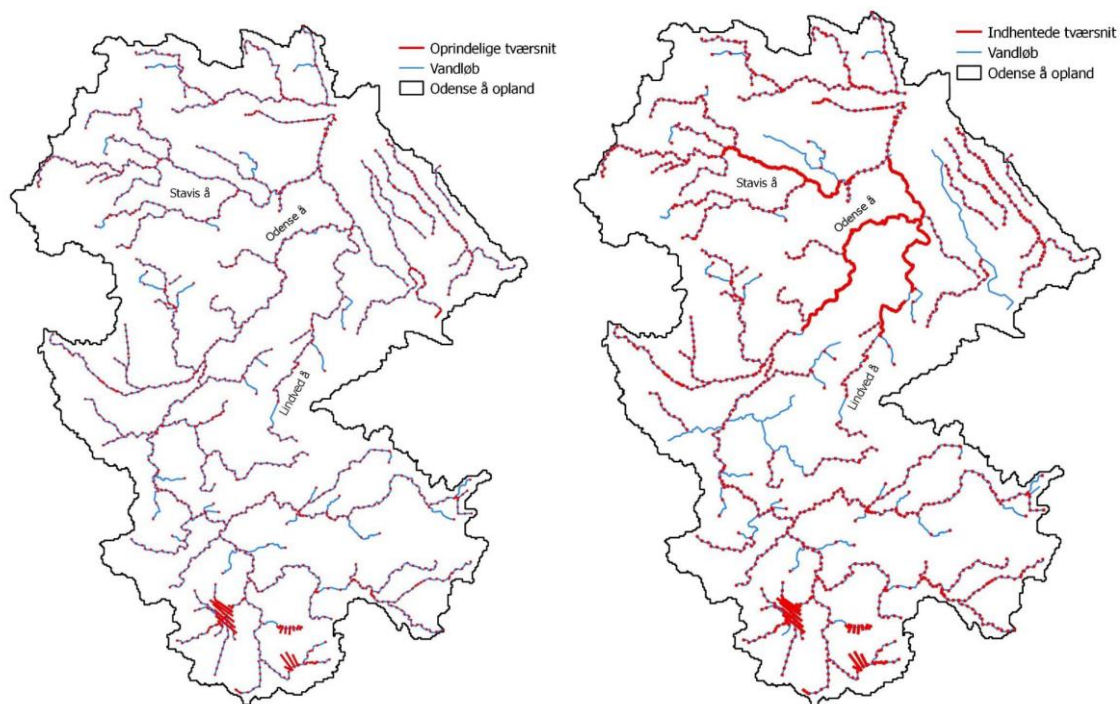 Oprindelige tværsnit
Vandløb
Odense å opland
Stavis å
Odense å
Lindved å
Indhentede tværsnit
Vandløb
Odense å opland
Stavis å
Odense å
Lindved å